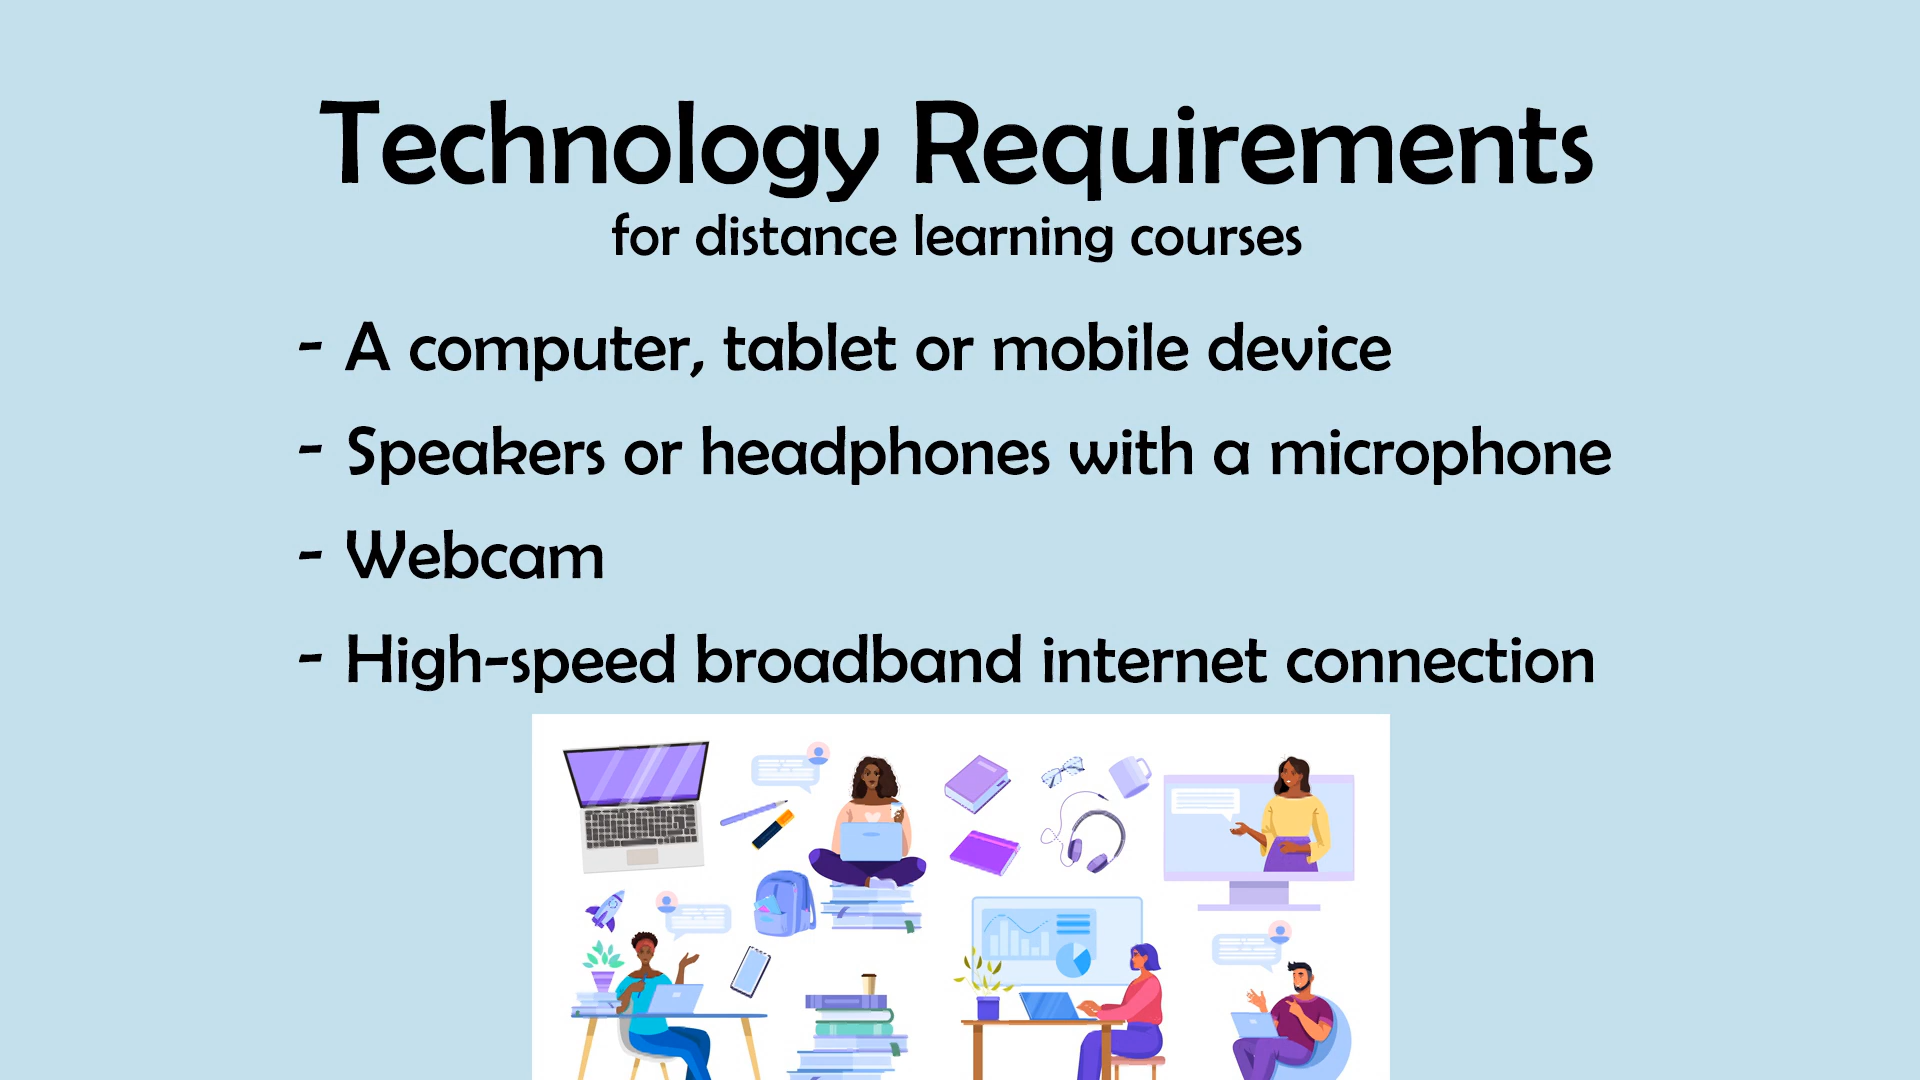 Technology Requirements
for distance learning courses
- A computer, tablet or mobile device
- Speakers or headphones with a microphone
- Webcam
- High-speed broadband internet connection